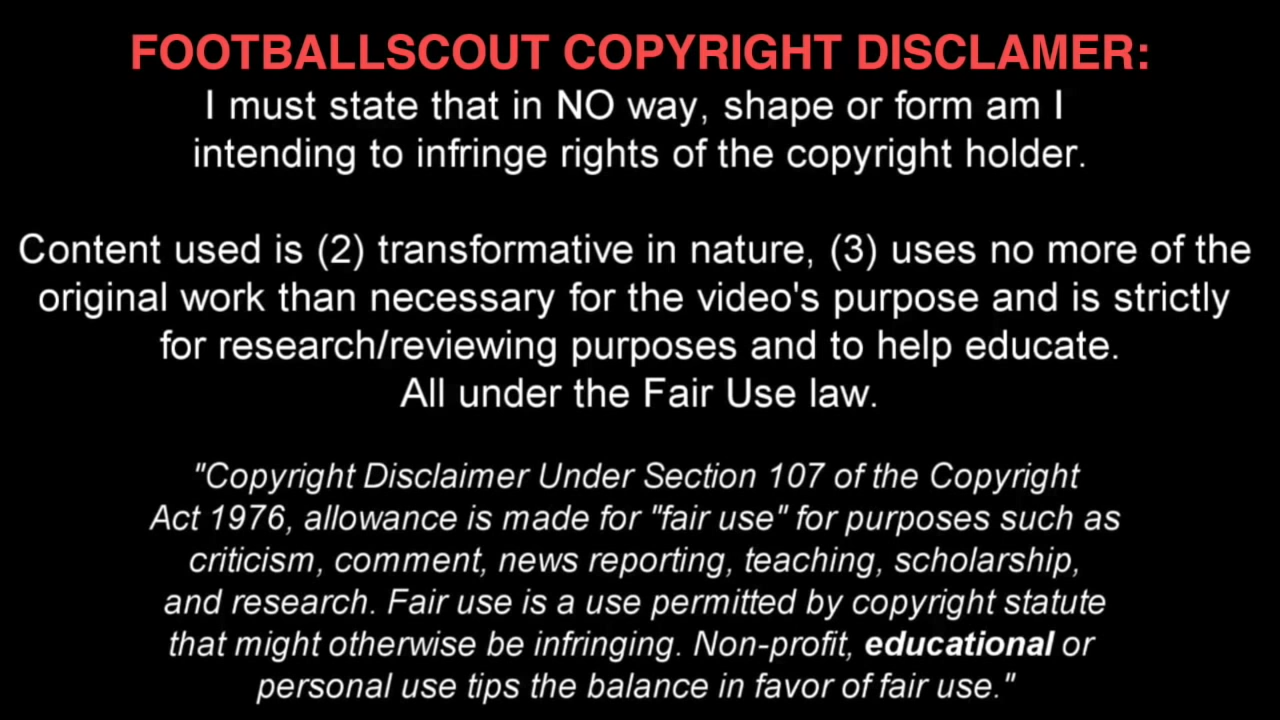 FOOTBALLSCOUT COPYRIGHT DISCLAMER:
I must state that in NO way, shape or form am I
intending to infringe rights of the copyright holder.
Content used is (2) transformative in nature, (3) uses no more of the
original work than necessary for the video's purpose and is strictly
for research/reviewing purposes and to help educate.
All under the Fair Use law.
"Copyright Disclaimer Under Section 107 of the Copyright
Act 1976, allowance is made for "fair use" for purposes such as
criticism, comment, news reporting, teaching, scholarship,
and research. Fair use is a use permitted by copyright statute
that might otherwise be infringing. Non-profit, educational or
personal use tips the balance in favor of fair use."